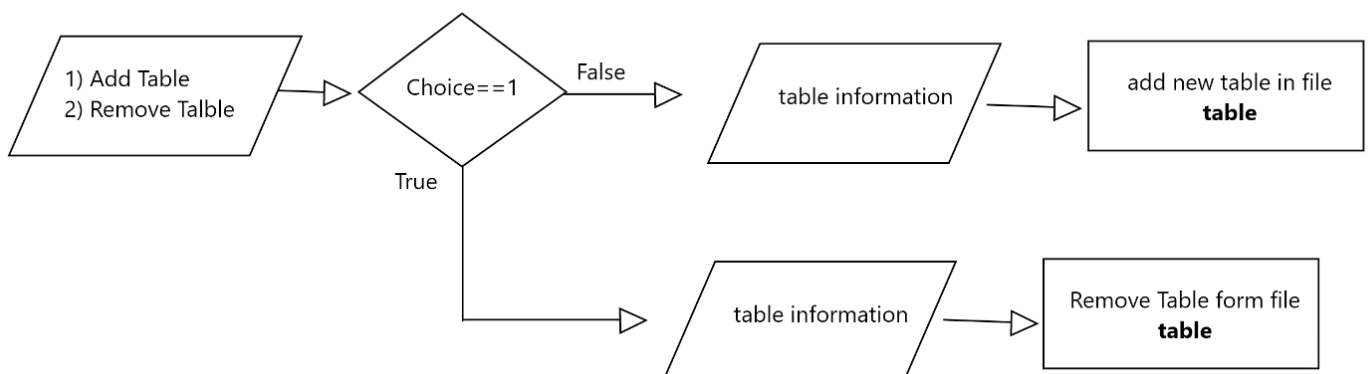 1) Add Table
2) Remove Talble
Choice==1
False
True
table information
add new table in file
table
table information
Remove Table form file
table